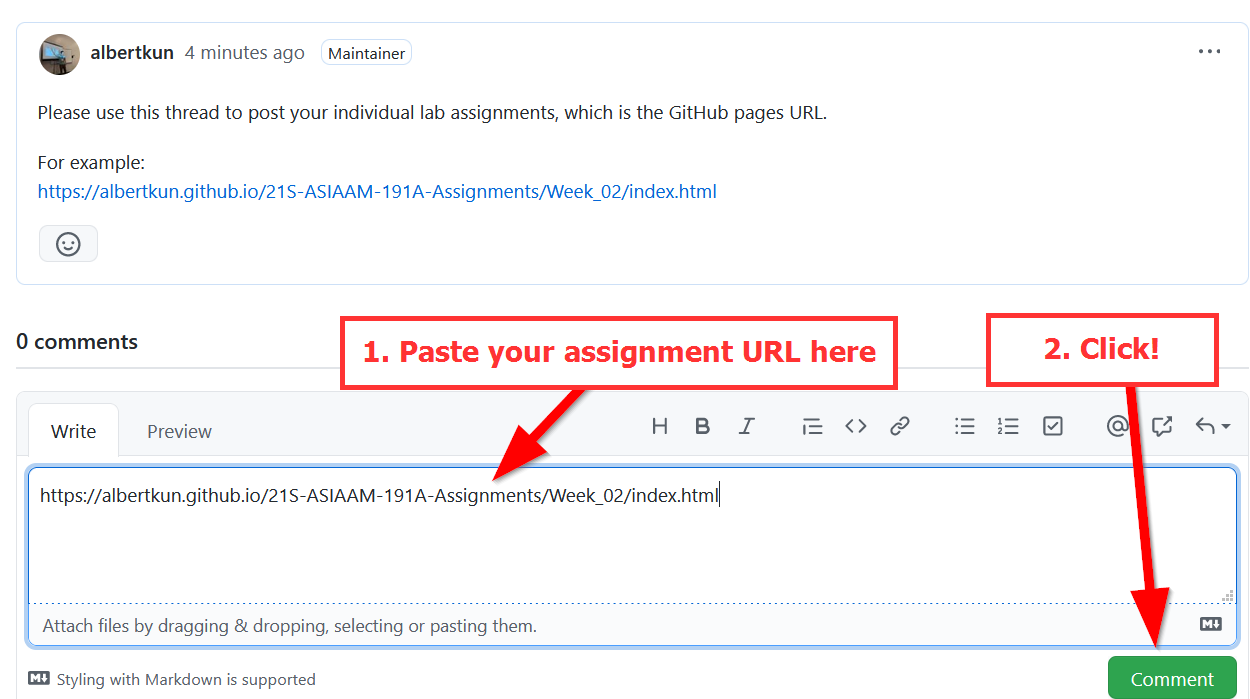 albertkun 4 minutes ago Maintainer
Please use this thread to post your individual lab assignments, which is the GitHub pages URL.
For example:
https://albertkun.github.io/21S-ASIAAM-191A-Assignments/Week_02/index.html
0 comments
1. Paste your assignment URL here
2. Click!
Write Preview
https://albertkun.github.io/21S-ASIAAM-191A-Assignments/Week_02/index.html
Attach files by dragging & dropping, selecting or pasting them.
Styling with Markdown is supported
Comment